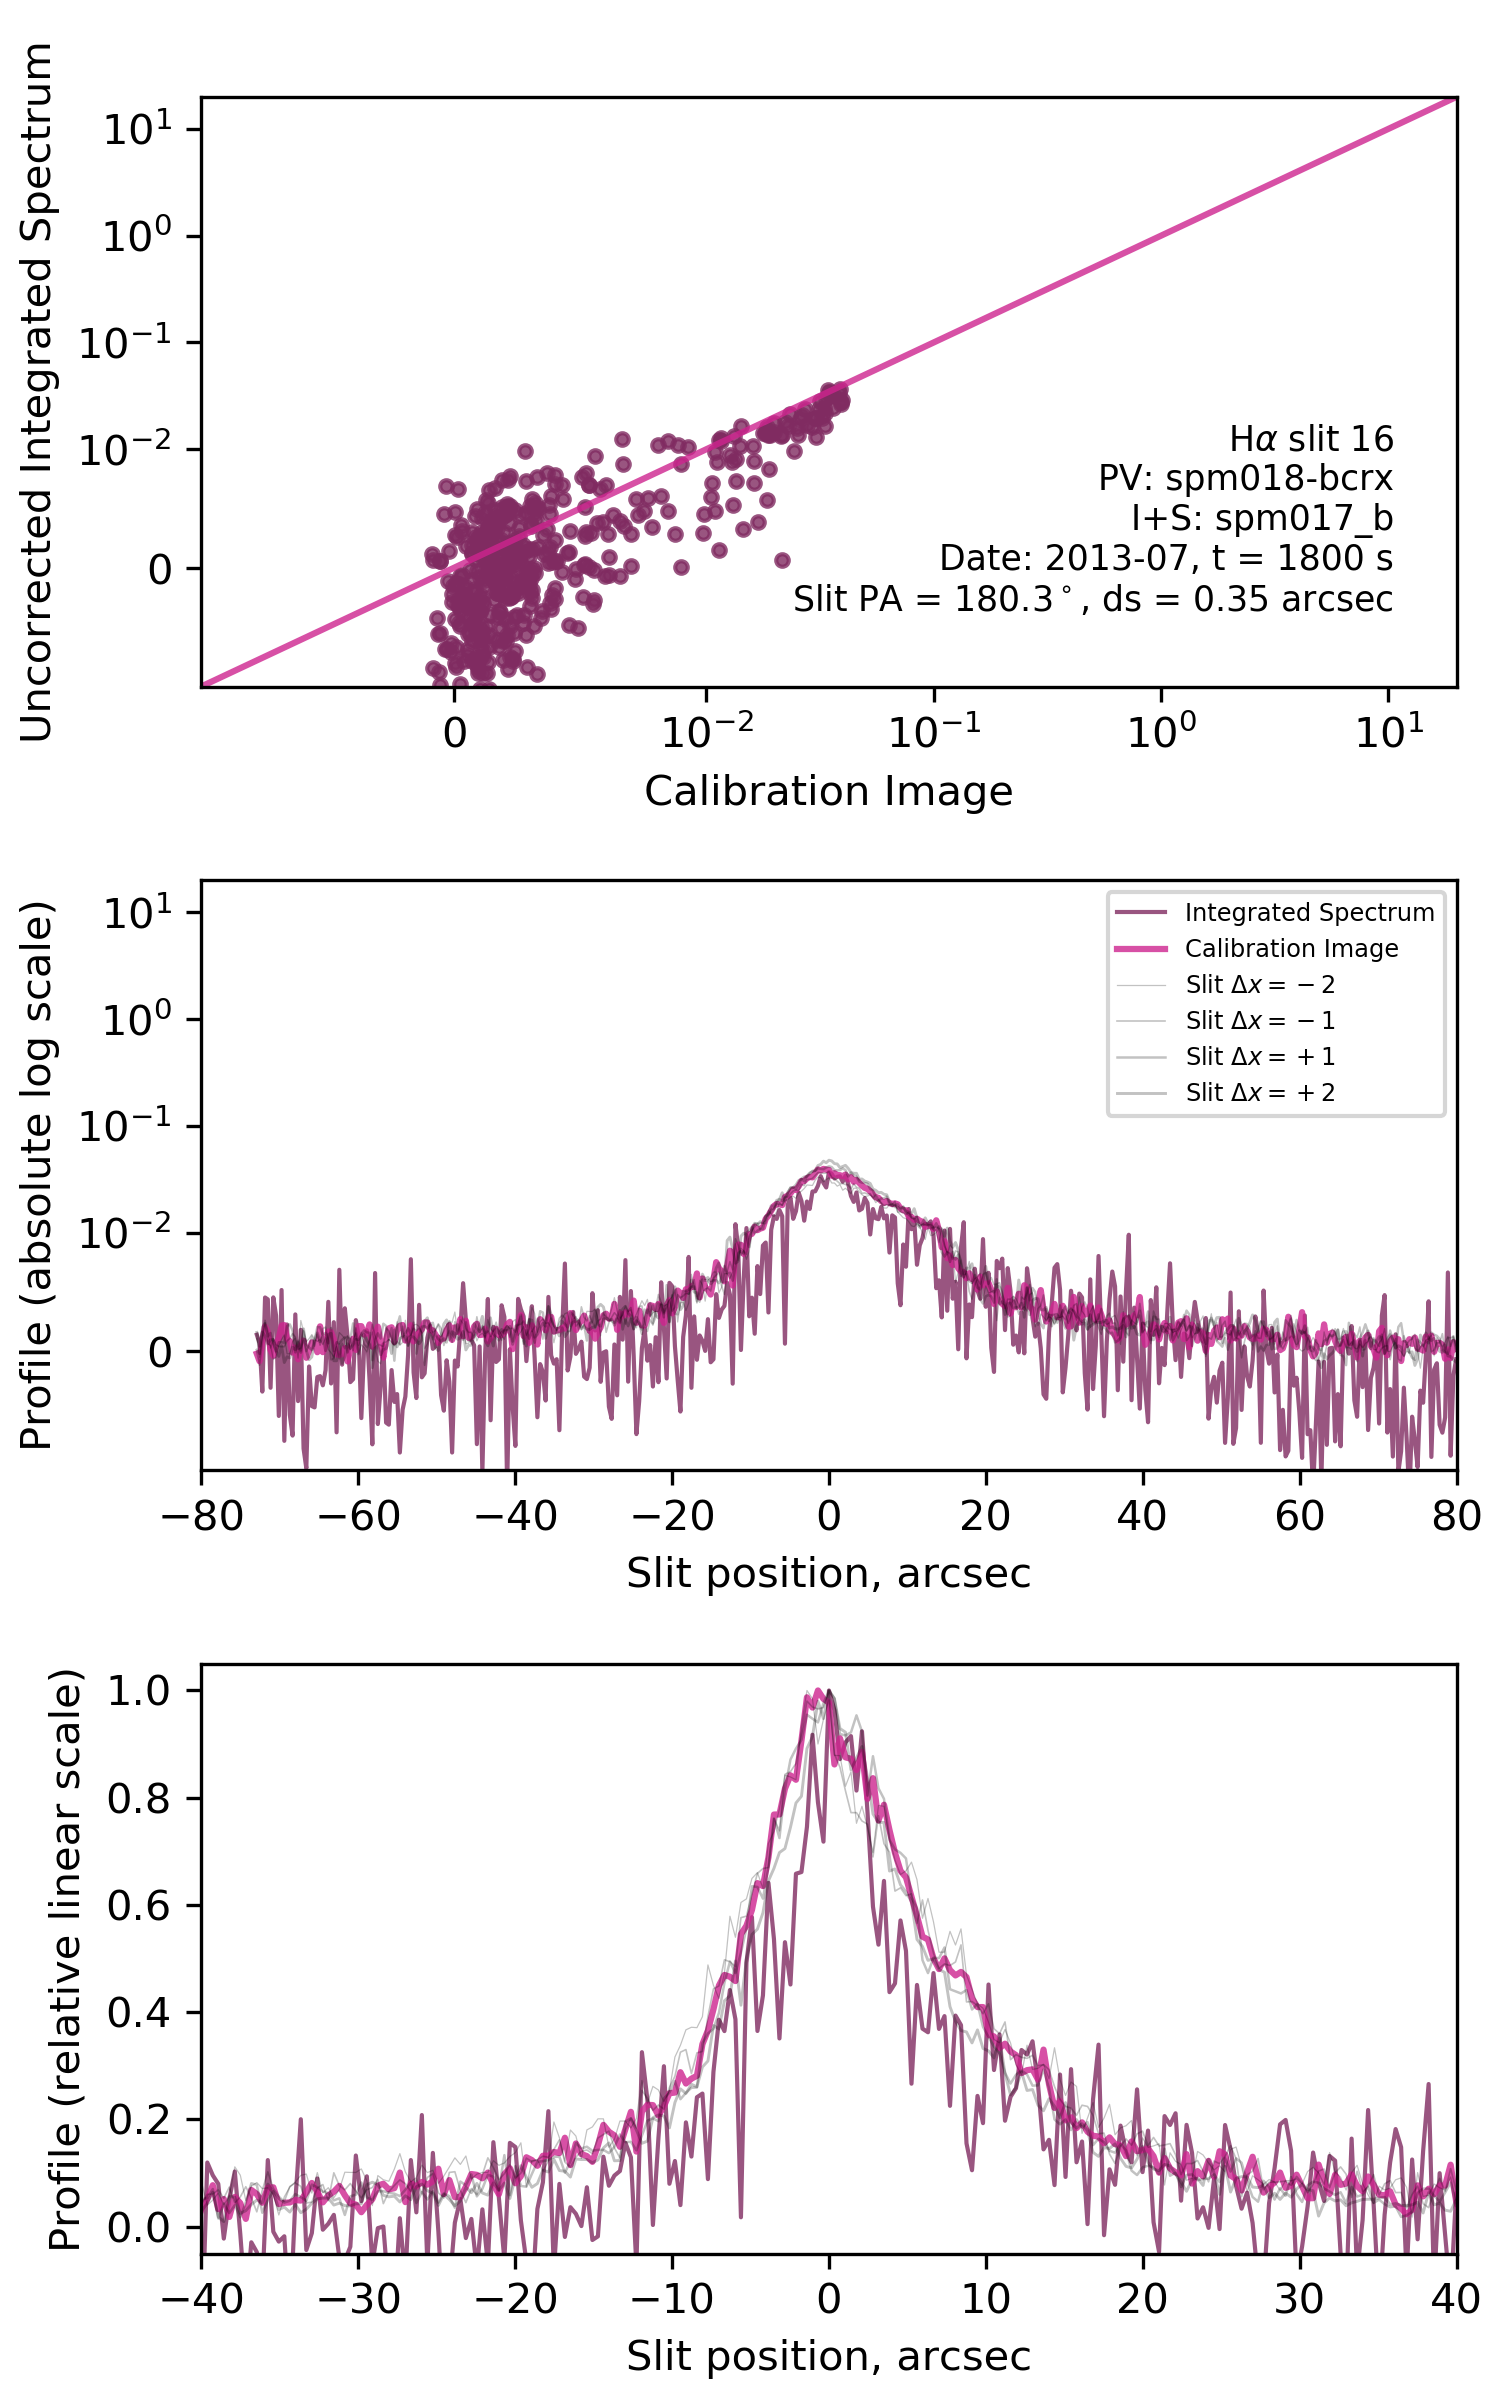 Uncorrected Integrated Spectrum
10¹
10⁰
10⁻¹
10⁻²
0
Hα slit 16
PV: spm018-bcrx
I+S: spm017_b
Date: 2013-07, t = 1800 s
Slit PA = 180.3°, ds = 0.35 arcsec
0 10⁻² 10⁻¹ 10⁰ 10¹
Calibration Image
Profile (absolute log scale)
10¹
10⁰
10⁻¹
10⁻²
0
Integrated Spectrum
Calibration Image
Slit Δx = − 2
Slit Δx = − 1
Slit Δx = + 1
Slit Δx = + 2
−80 −60 −40 −20 0 20 40 60 80
Slit position, arcsec
Profile (relative linear scale)
1.0
0.8
0.6
0.4
0.2
0.0
−40 −30 −20 −10 0 10 20 30 40
Slit position, arcsec